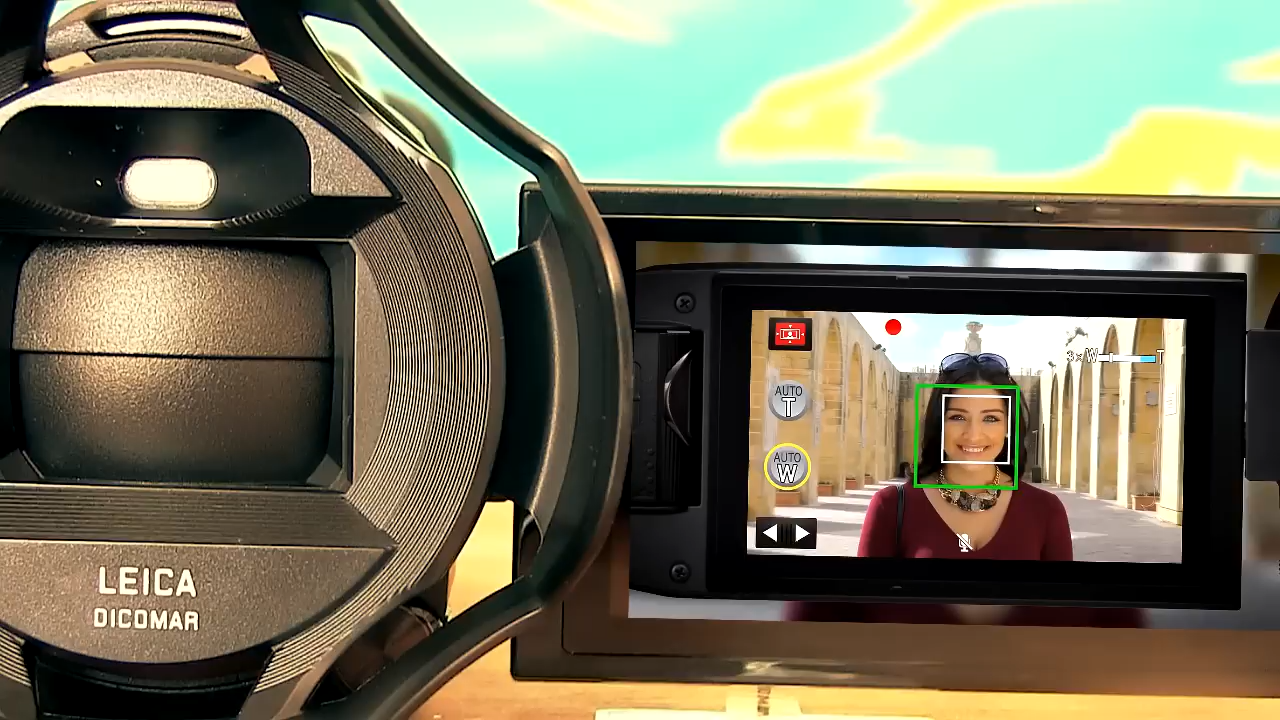 LEICA
DICOMAR
AUTO
T
AUTO
W
3× W T